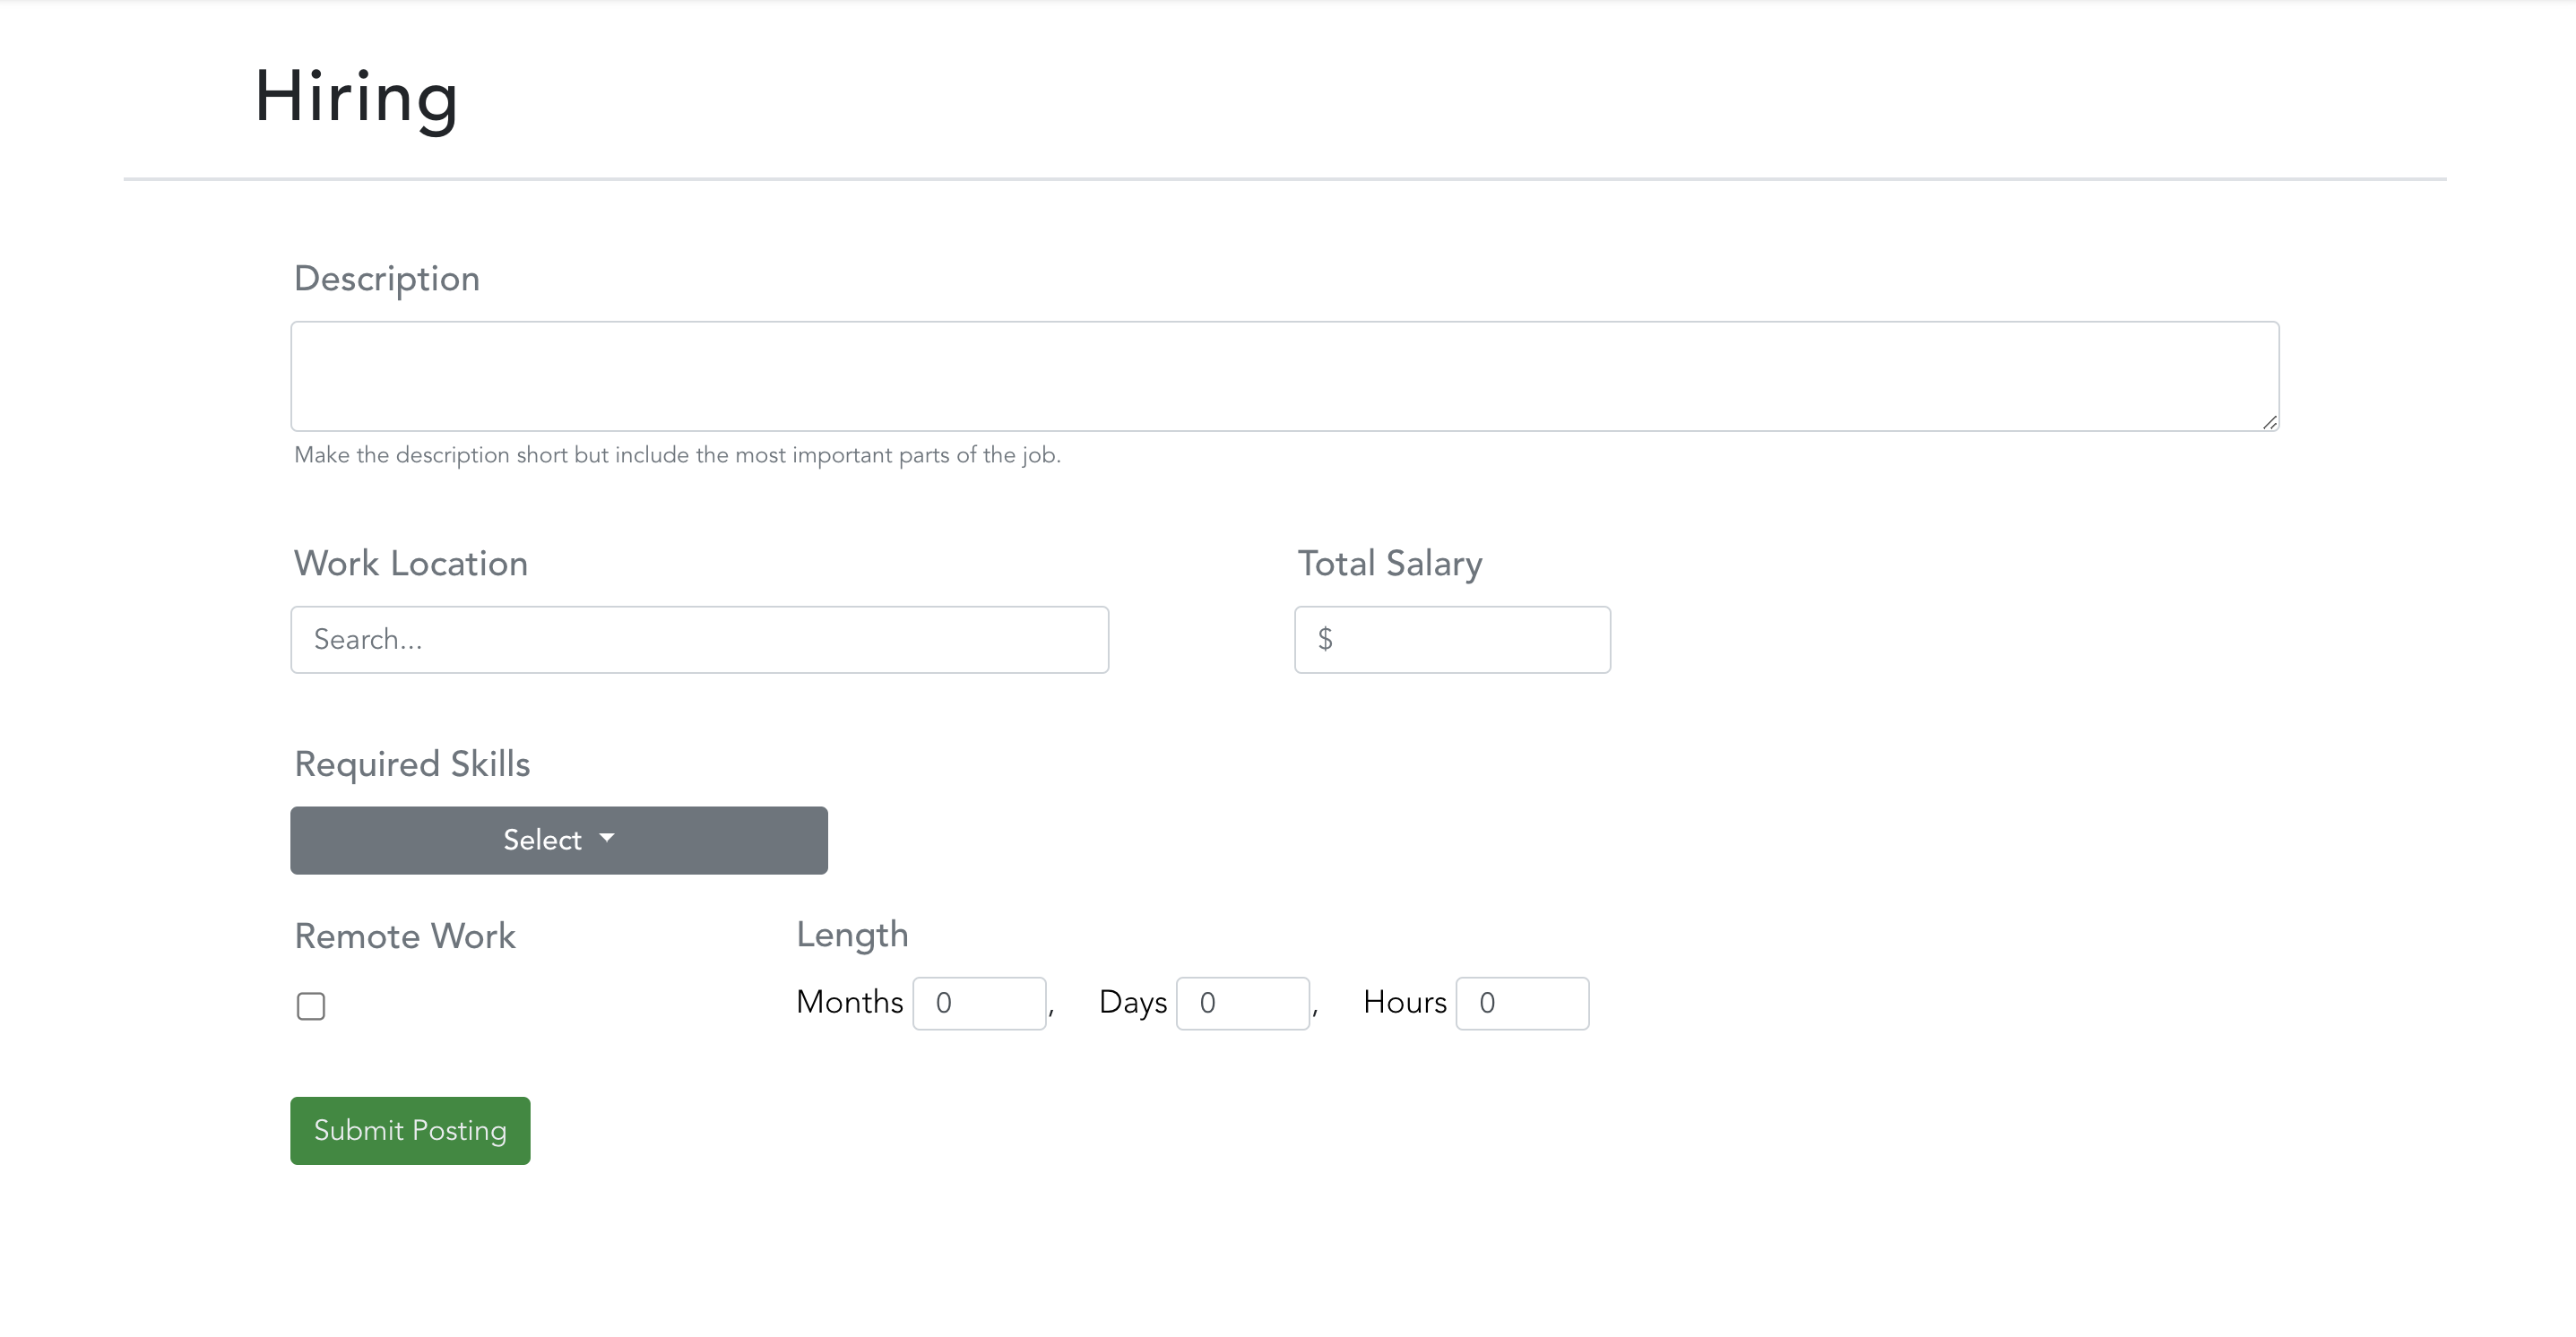 Hiring
Description
Make the description short but include the most important parts of the job.
Work Location Total Salary
Search... $
Required Skills
Select
Remote Work Length
Months 0, Days 0, Hours 0
Submit Posting